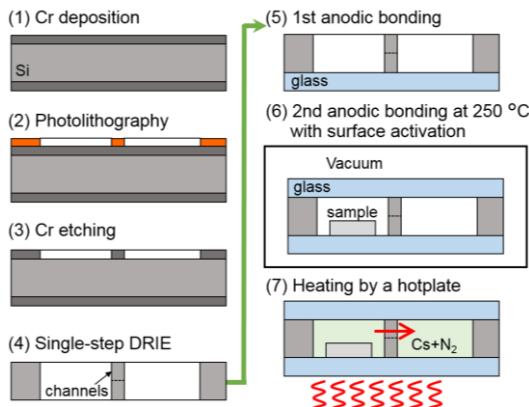 (1) Cr deposition
Si
(2) Photolithography
(3) Cr etching
(4) Single-step DRIE
channels
(5) 1st anodic bonding
glass
(6) 2nd anodic bonding at 250 °C
with surface activation
Vacuum
glass
sample
(7) Heating by a hotplate
Cs+N₂